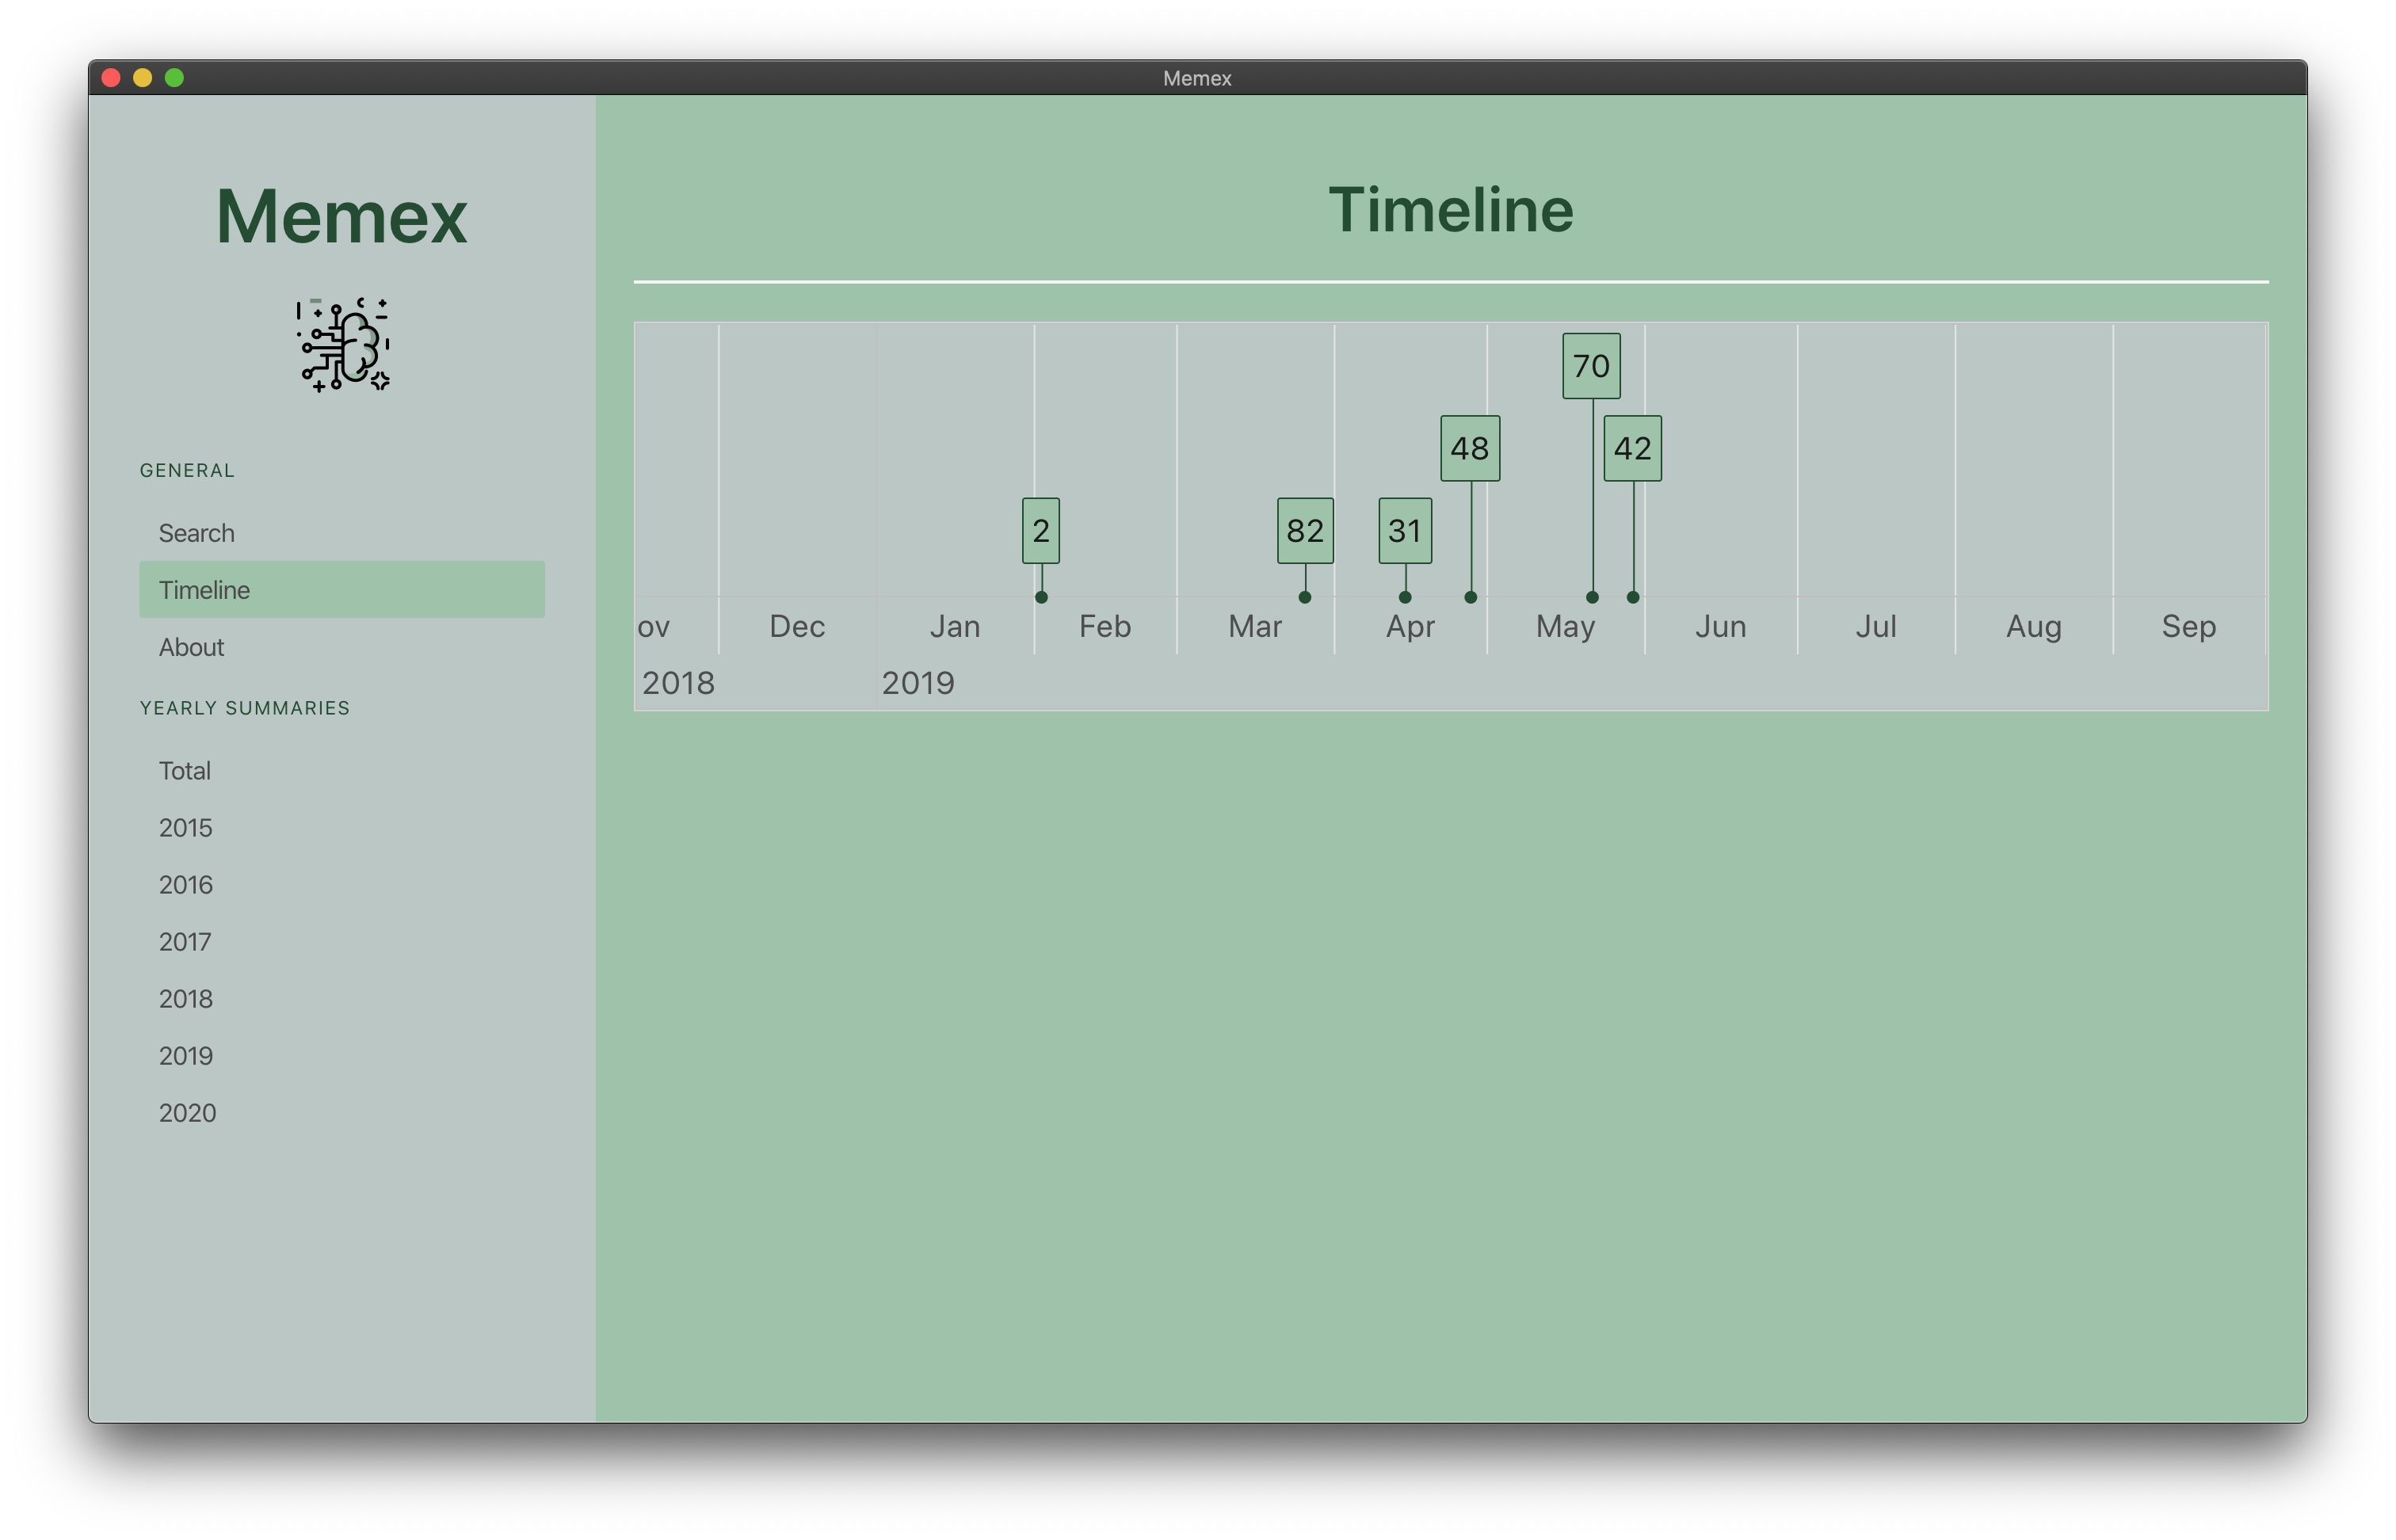 Memex
Memex
GENERAL
Search
Timeline
About
YEARLY SUMMARIES
Total
2015
2016
2017
2018
2019
2020
Timeline
70
48 42
2 82 31
ov Dec Jan Feb Mar Apr May Jun Jul Aug Sep
2018 2019